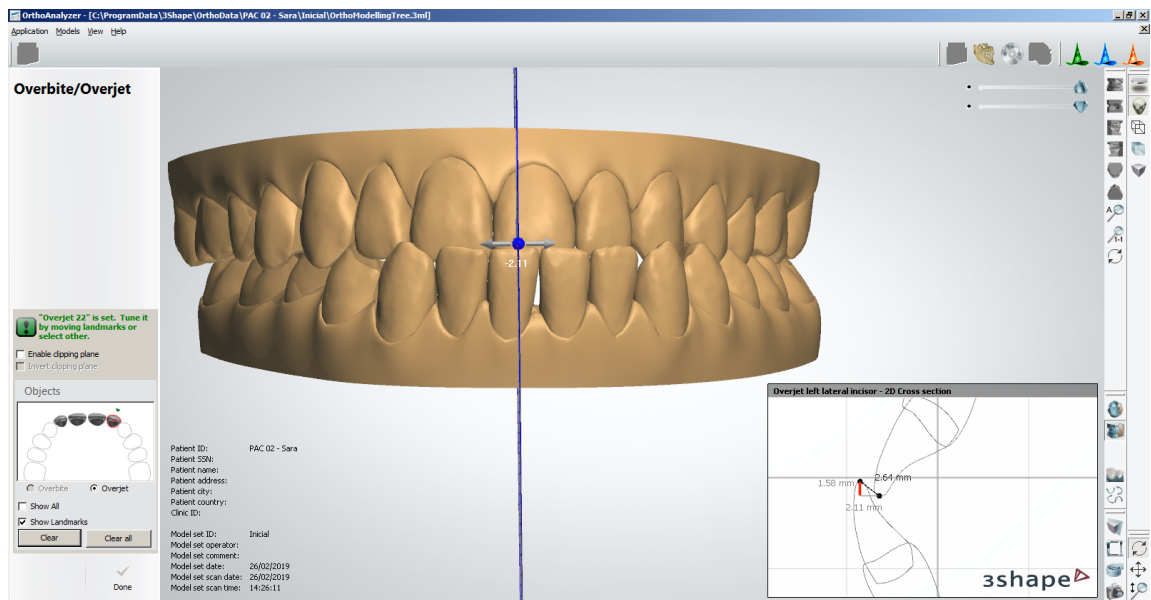 OrthoAnalyzer - [C:\ProgramData\3Shape\OrthoData\PAC 02 - Sara\Inicial\OrthoModellingTree.3ml]
Application Models View Help
Overbite/Overjet
-2.11
"Overjet 22" is set. Tune it
by moving landmarks or
select other.
Enable clipping plane
Invert clipping plane
Objects
Overbite Overjet
Show All
Show Landmarks
Clear Clear all
Done
Patient ID: PAC 02 - Sara
Patient SSN:
Patient name:
Patient address:
Patient city:
Patient country:
Clinic ID:
Model set ID: Inicial
Model set operator:
Model set comment:
Model set date: 26/02/2019
Model set scan date: 26/02/2019
Model set scan time: 14:26:11
Overjet left lateral incisor - 2D Cross section
2.64 mm
1.58 mm
2.11 mm
3shape
A
1:1